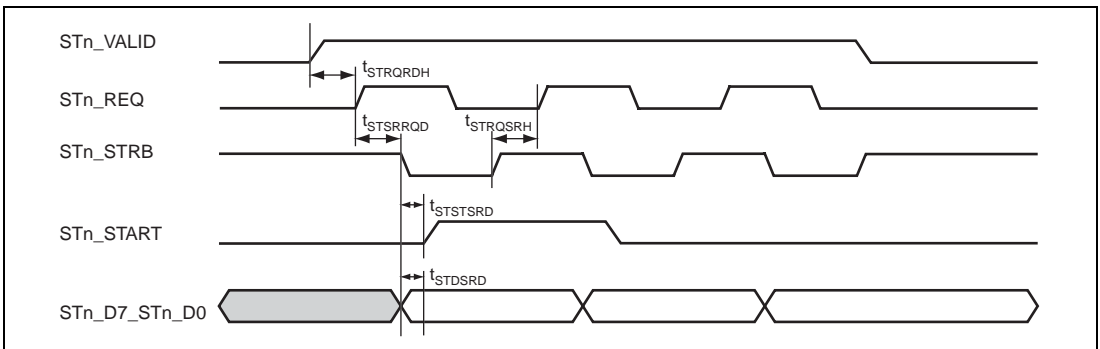 STn_VALID
tSTRQRDH
STn_REQ
tSTSRRQD
tSTRQSRH
STn_STRB
tSTSTSRD
STn_START
tSTDSRD
STn_D7_STn_D0